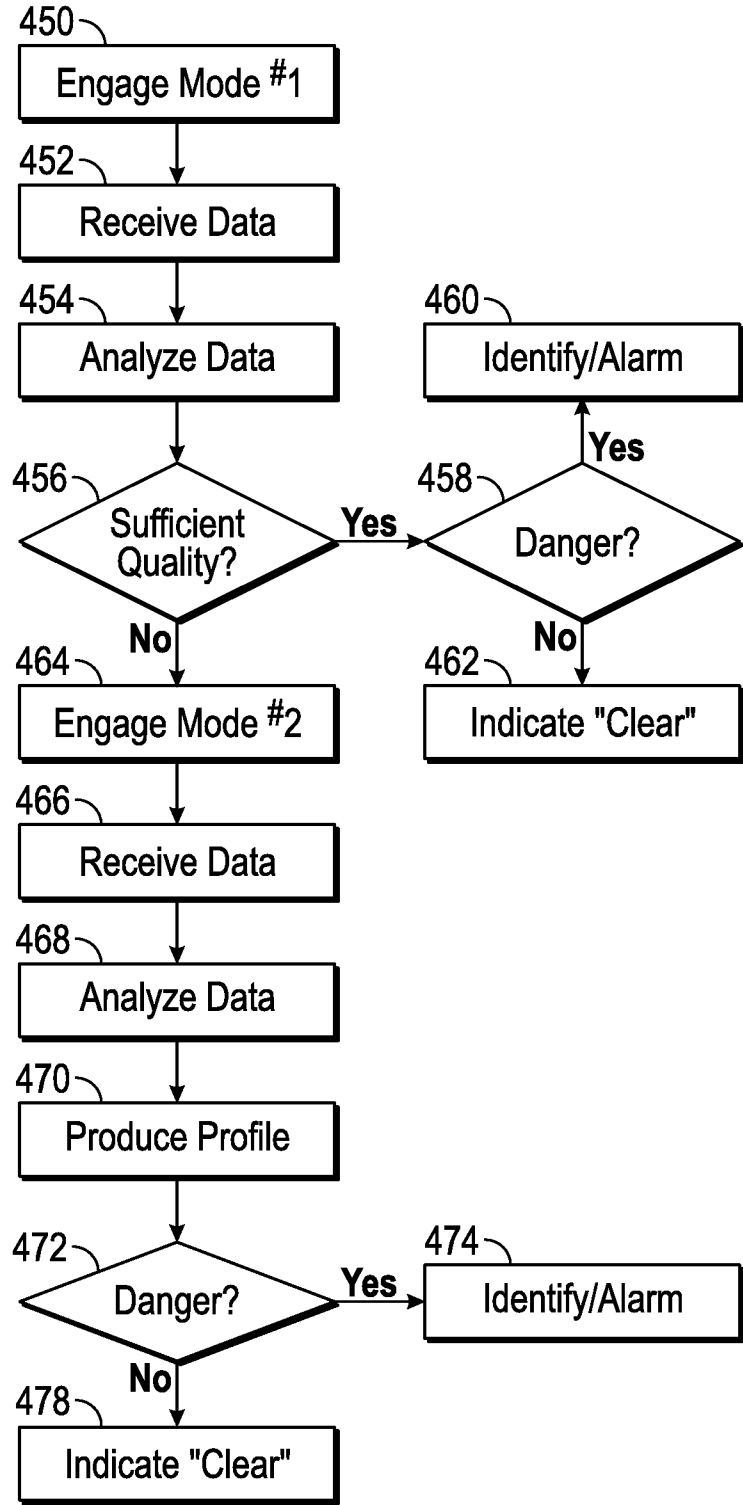 450
Engage Mode #1
452
Receive Data
454
Analyze Data
460
Identify/Alarm
456
Sufficient
Quality?
Yes
458
Danger?
Yes
No
No
464
Engage Mode #2
462
Indicate "Clear"
466
Receive Data
468
Analyze Data
470
Produce Profile
472
Danger?
Yes
474
Identify/Alarm
No
478
Indicate "Clear"